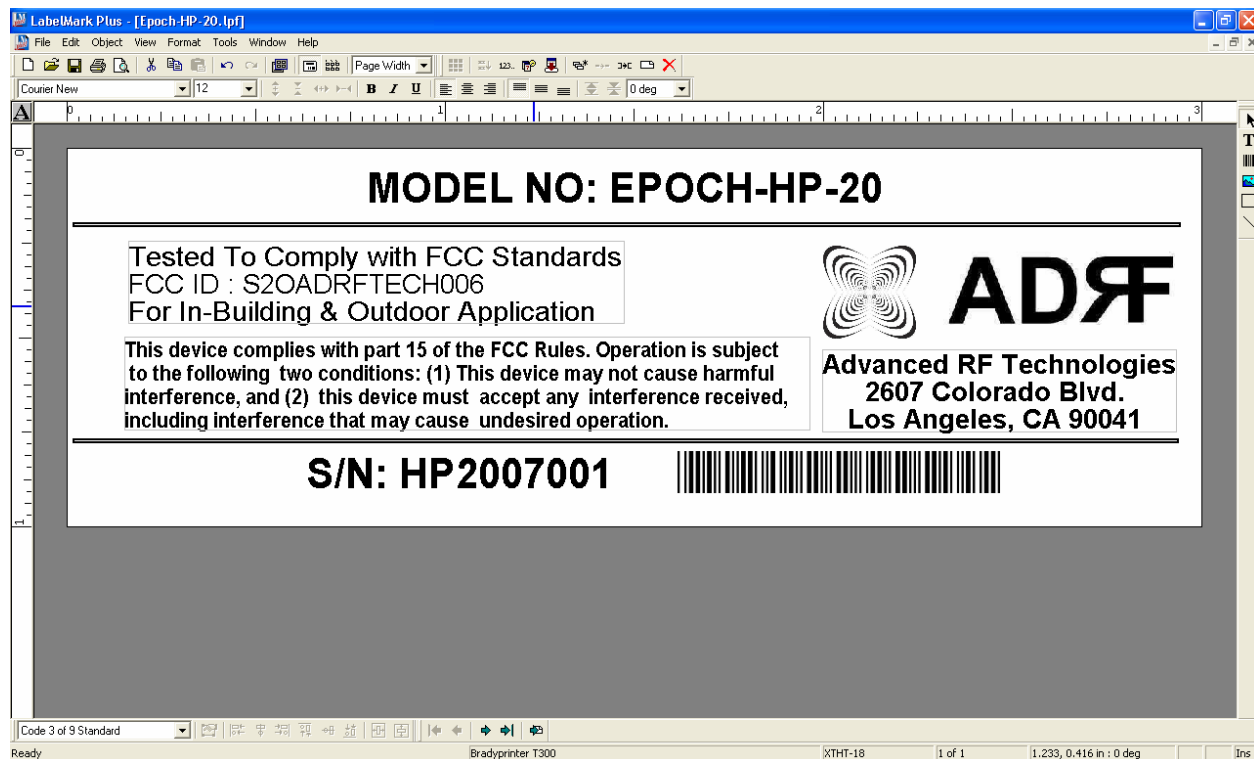 LabelMark Plus - [Epoch-HP-20.lpf]
File Edit Object View Format Tools Window Help
Page Width
Courier New 12 B I U 0 deg
0 1 2 3
MODEL NO: EPOCH-HP-20
Tested To Comply with FCC Standards
FCC ID : S2OADRFTECH006
For In-Building & Outdoor Application
This device complies with part 15 of the FCC Rules. Operation is subject
to the following two conditions: (1) This device may not cause harmful
interference, and (2) this device must accept any interference received,
including interference that may cause undesired operation.
ADRF
Advanced RF Technologies
2607 Colorado Blvd.
Los Angeles, CA 90041
S/N: HP2007001
Code 3 of 9 Standard
Ready Bradyprinter T300 XTHT-18 1 of 1 1.233, 0.416 in : 0 deg Ins